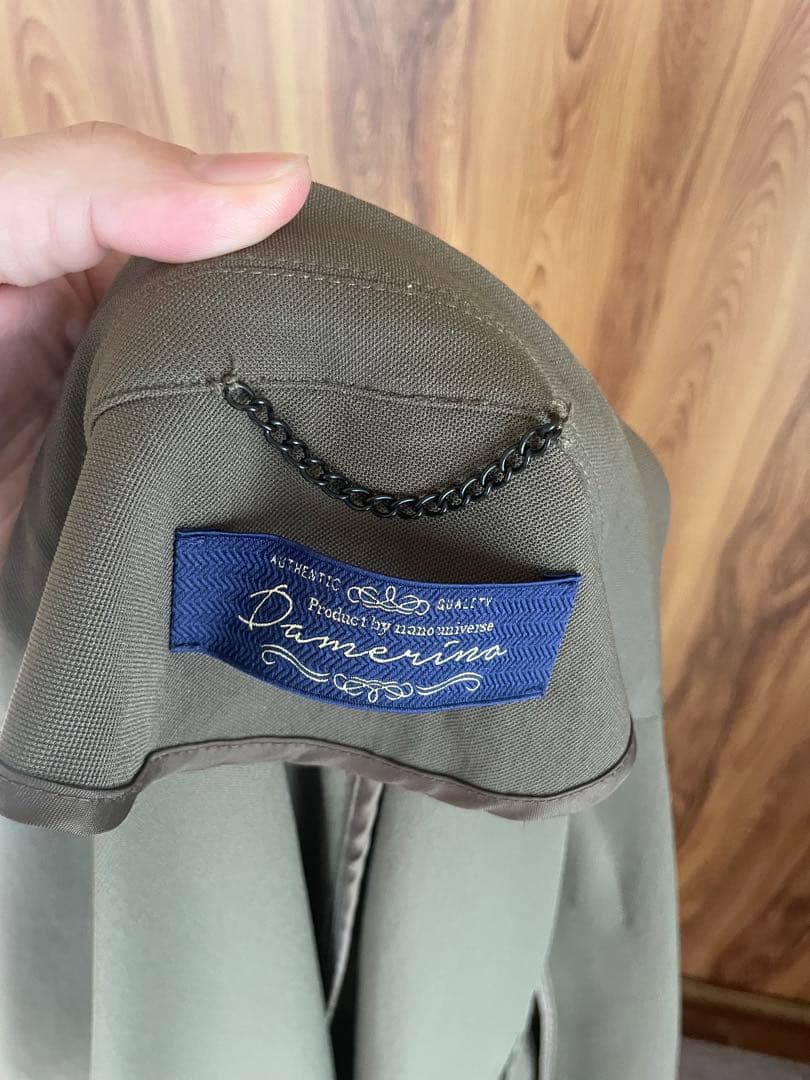 AUTHENTIC QUALITY
Product by nano universe
Damerino